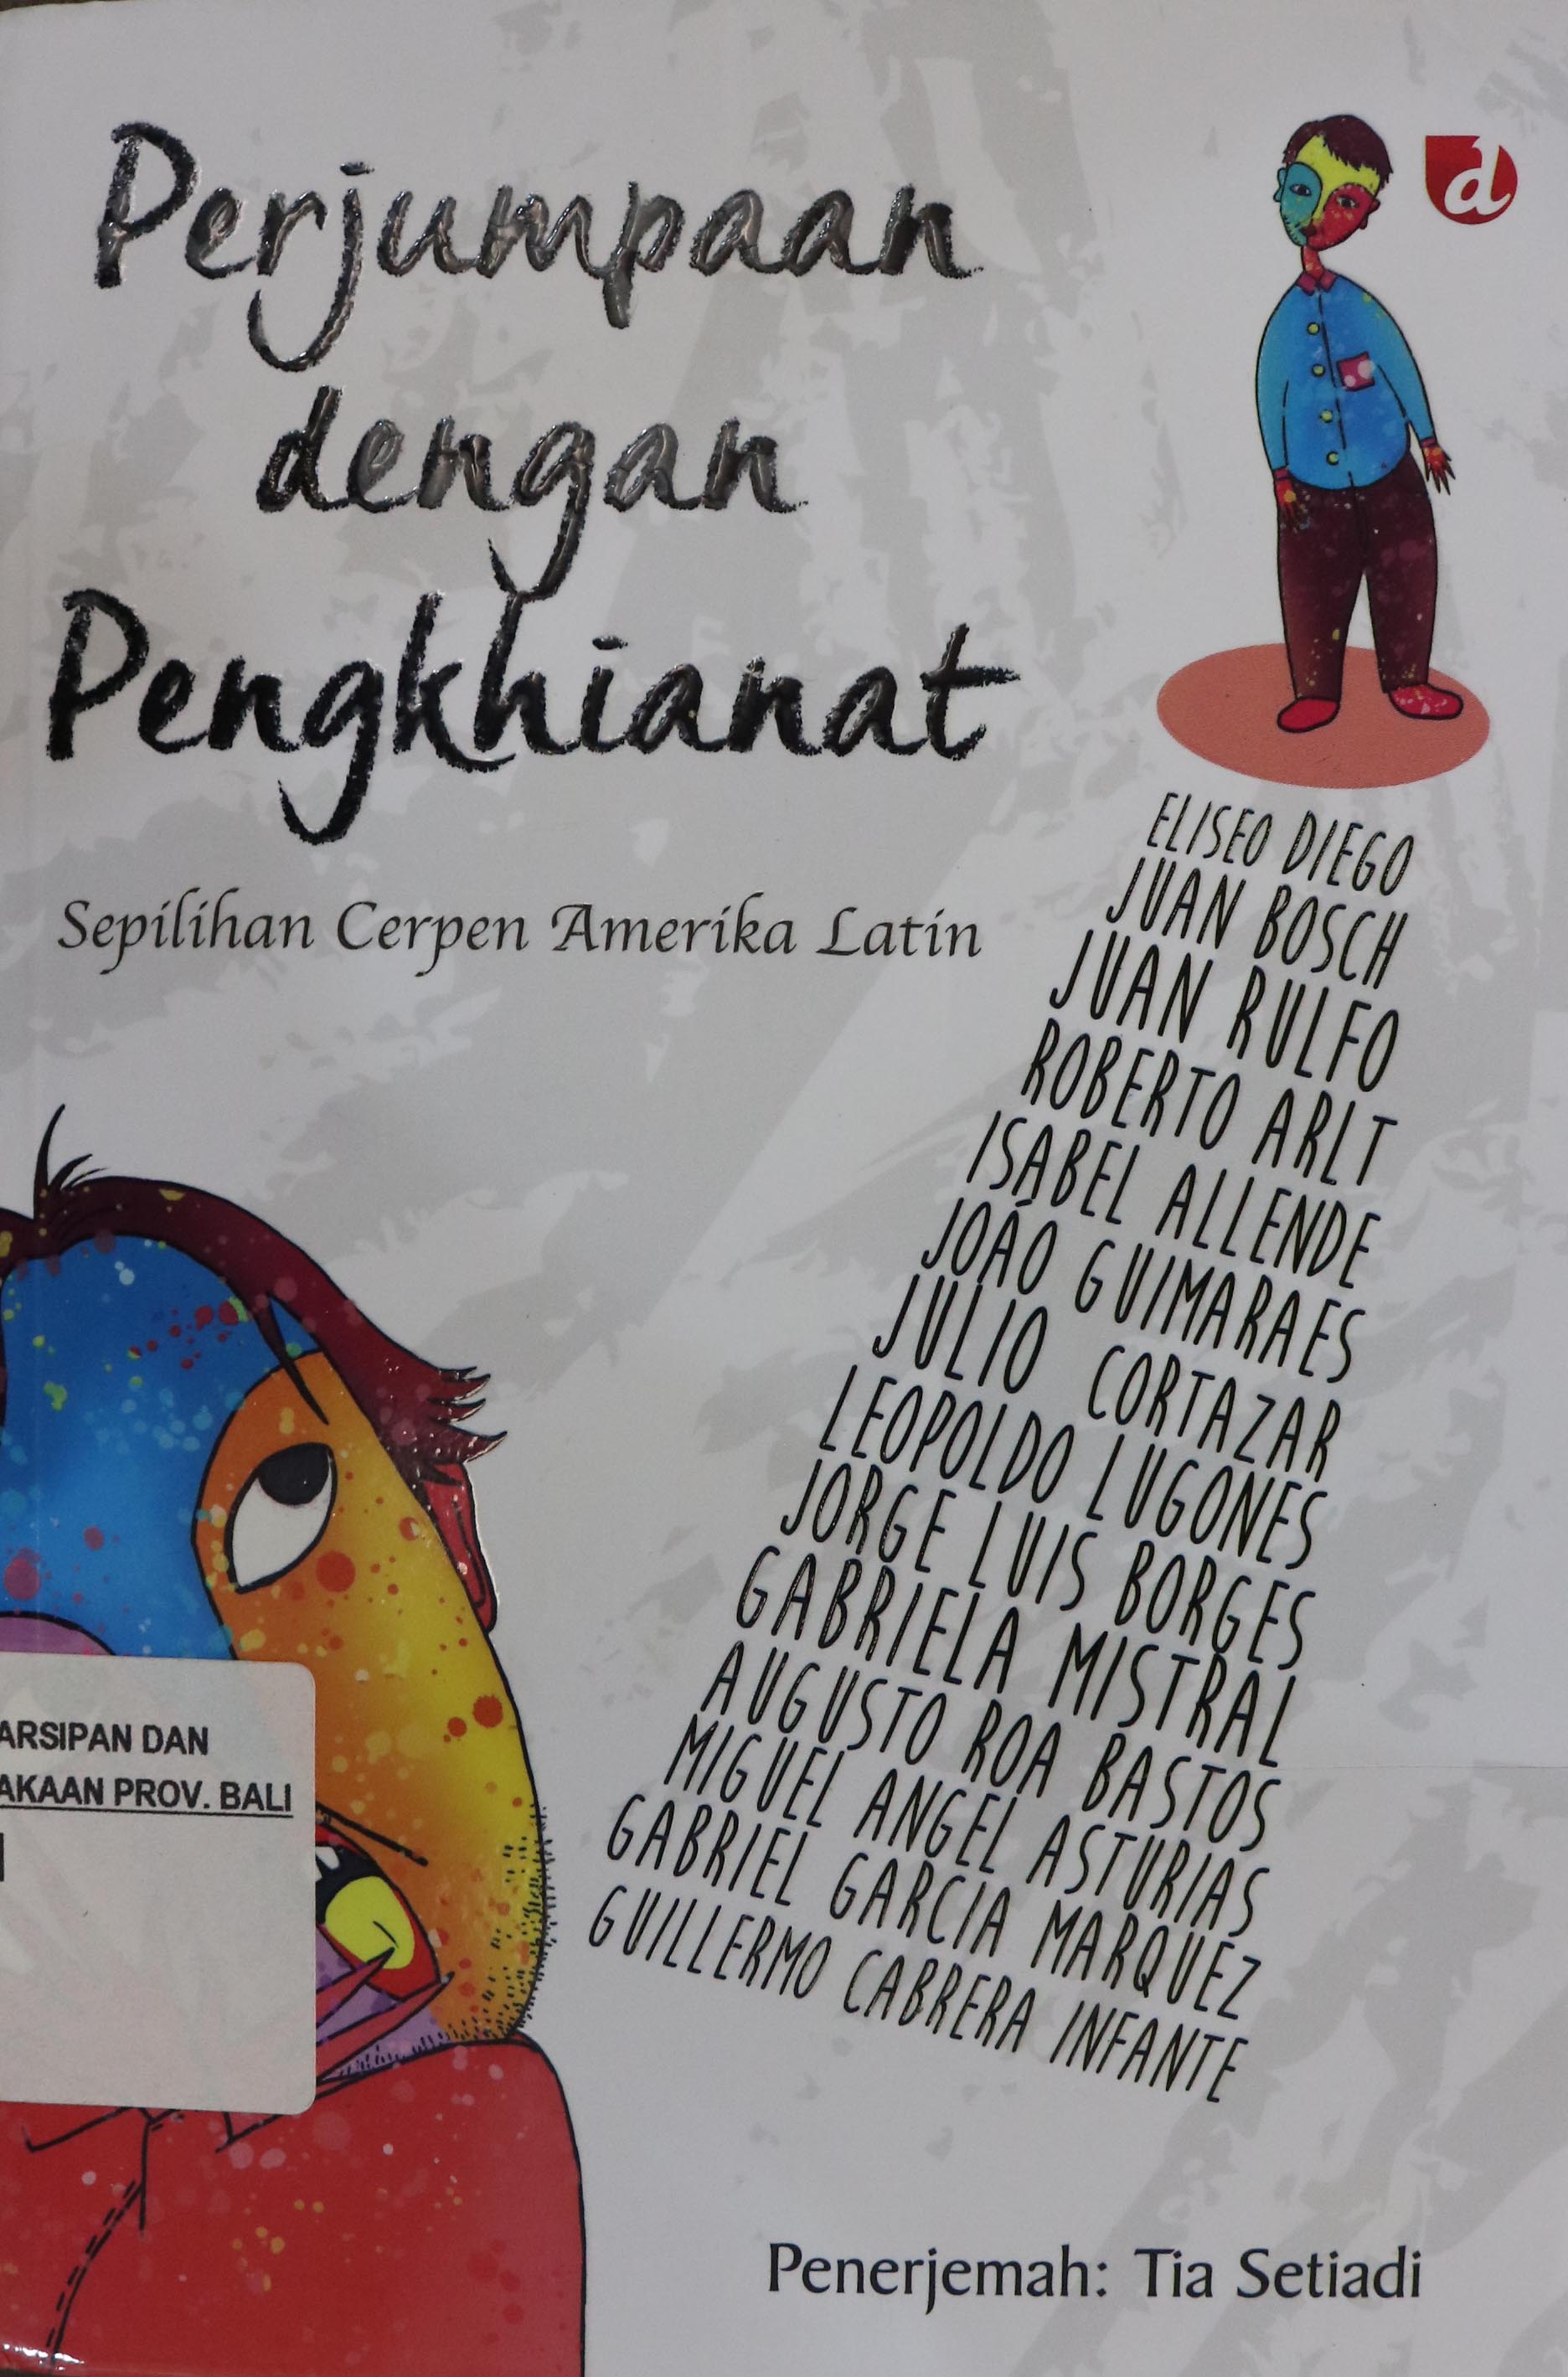 Perjumpaan
dengan
Pengkhianat
d
Sepilihan Cerpen Amerika Latin
ELISEO DIEGO
JUAN BOSCH
JUAN RULFO
ROBERTO ARLT
ISABEL ALLENDE
JOÁO GUIMARAES
JULIO CORTAZAR
LEOPOLDO LUGONES
JORGE LUIS BORGES
GABRIELA MISTRAL
AUGUSTO ROA BASTOS
MIGUEL ANGEL ASTURIAS
GABRIEL GARCIA MARQUEZ
GUILLERMO CABRERA INFANTE
ARSIPAN DAN
AKAAN PROV. BALI
Penerjemah: Tia Setiadi